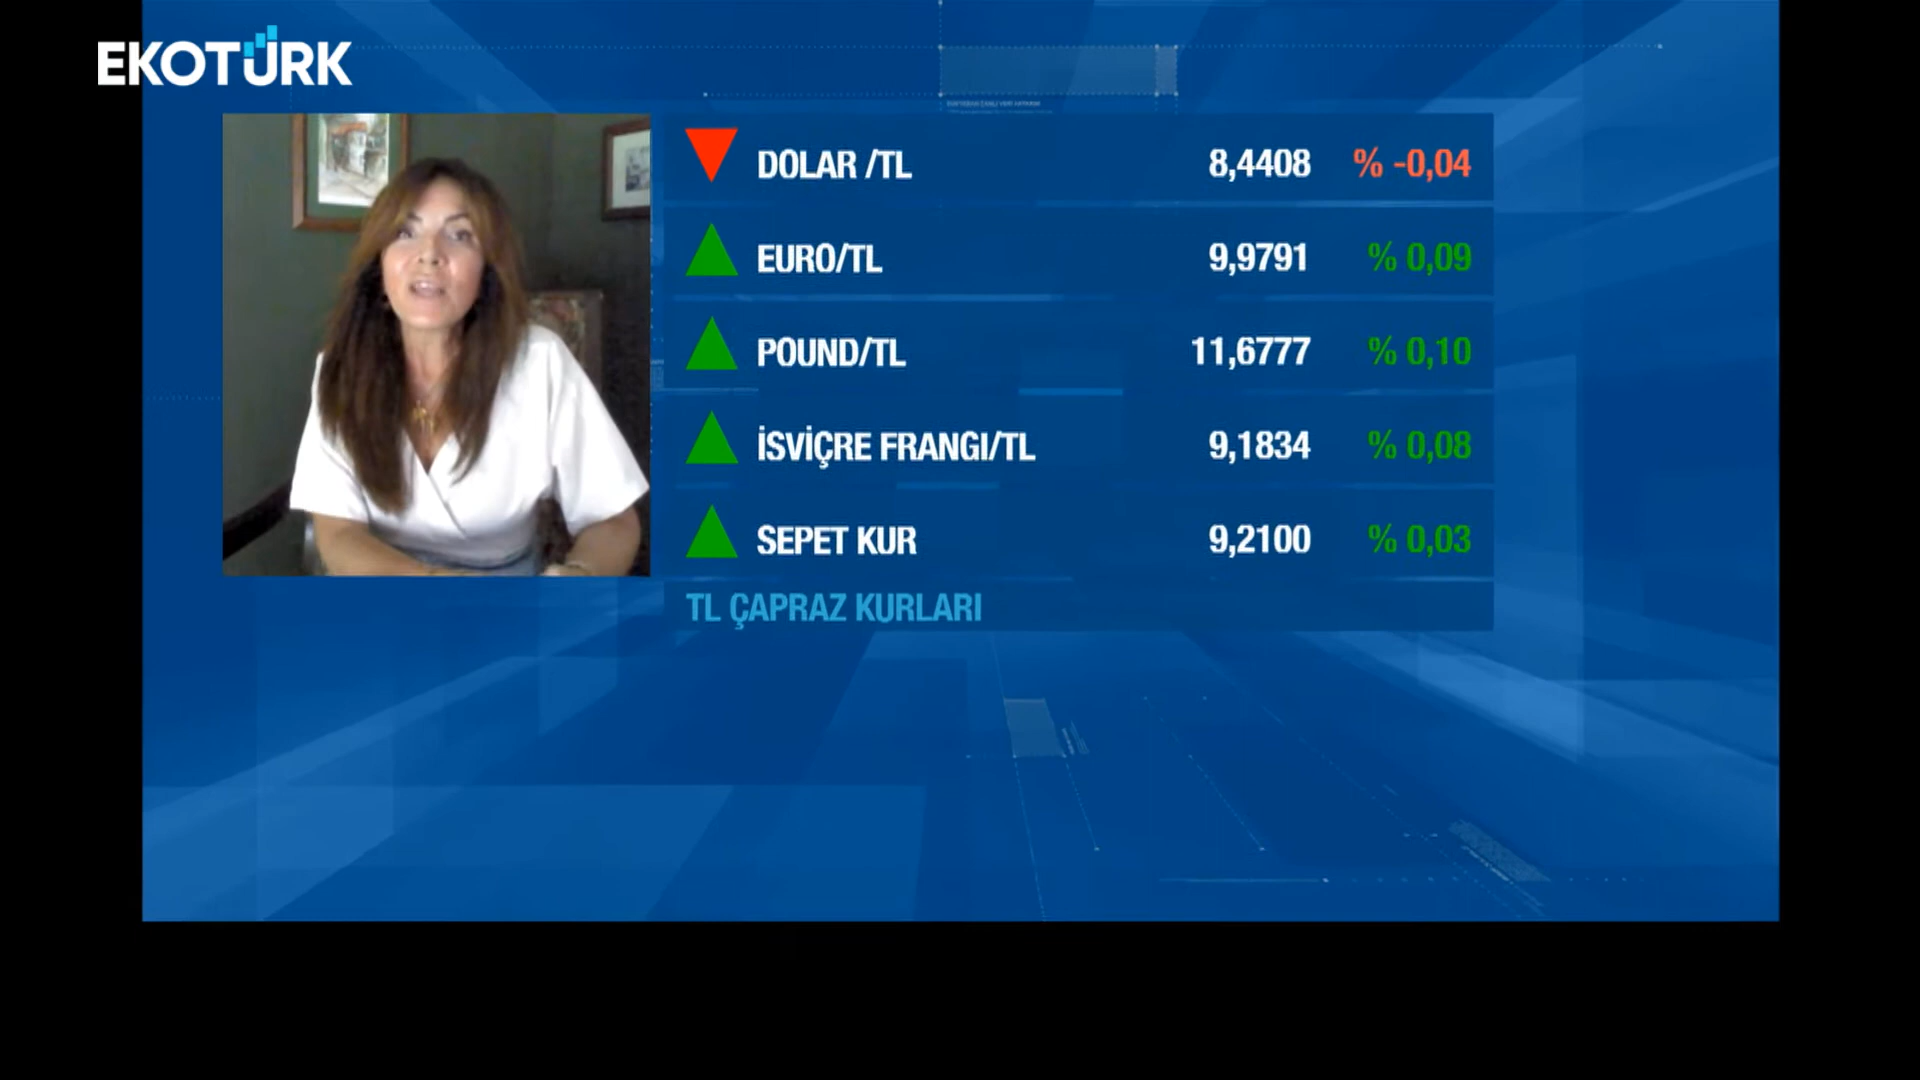 EKOTÜRK
DOLAR /TL 8,4408 % -0,04
EURO/TL 9,9791 % 0,09
POUND/TL 11,6777 % 0,10
İSVİÇRE FRANGI/TL 9,1834 % 0,08
SEPET KUR 9,2100 % 0,03
TL ÇAPRAZ KURLARI